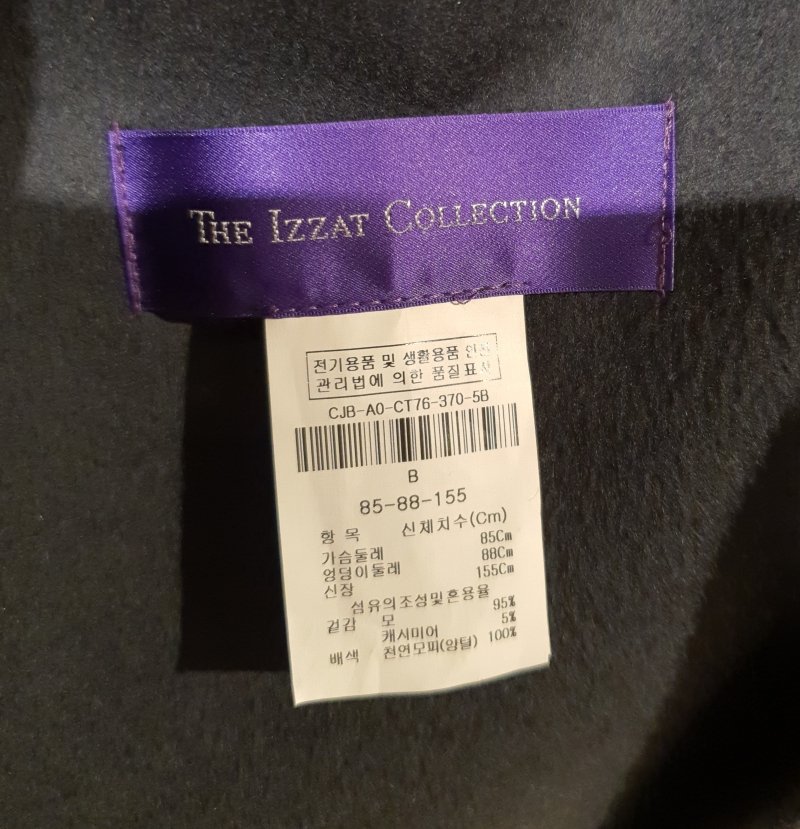 THE IZZAT COLLECTION
전기용품 및 생활용품 안전
관리법에 의한 품질표시
CJB-A0-CT76-370-5B
B
85-88-155
항 목 신체치수(Cm)
가슴둘레 85Cm
엉덩이둘레 88Cm
신장 155Cm
섬유의조성및혼용율
겉감 모 95%
캐시미어 5%
배색 천연모피(양털) 100%